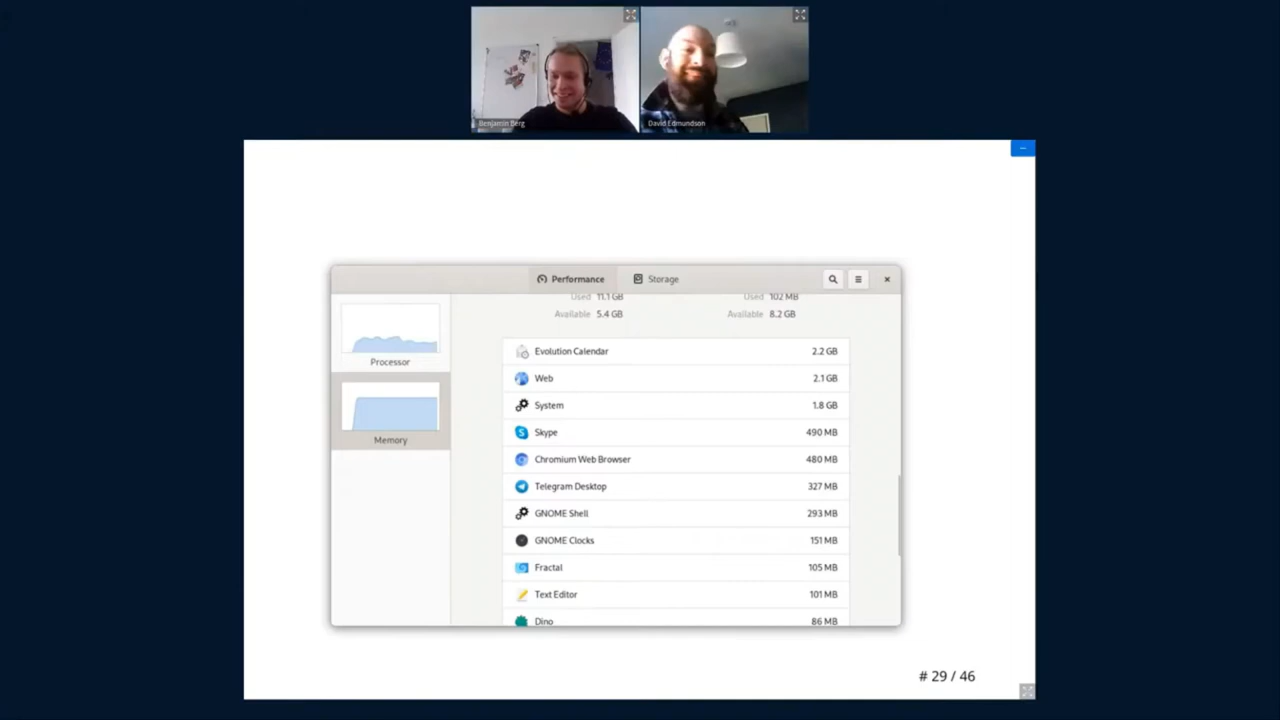 Benjamin Berg
David Edmundson
Performance
Storage
Used 11.1 GB
Used 102 MB
Available 5.4 GB
Available 8.2 GB
Processor
Memory
Evolution Calendar 2.2 GB
Web 2.1 GB
System 1.8 GB
Skype 490 MB
Chromium Web Browser 480 MB
Telegram Desktop 327 MB
GNOME Shell 293 MB
GNOME Clocks 151 MB
Fractal 105 MB
Text Editor 101 MB
Dino 86 MB
# 29 / 46